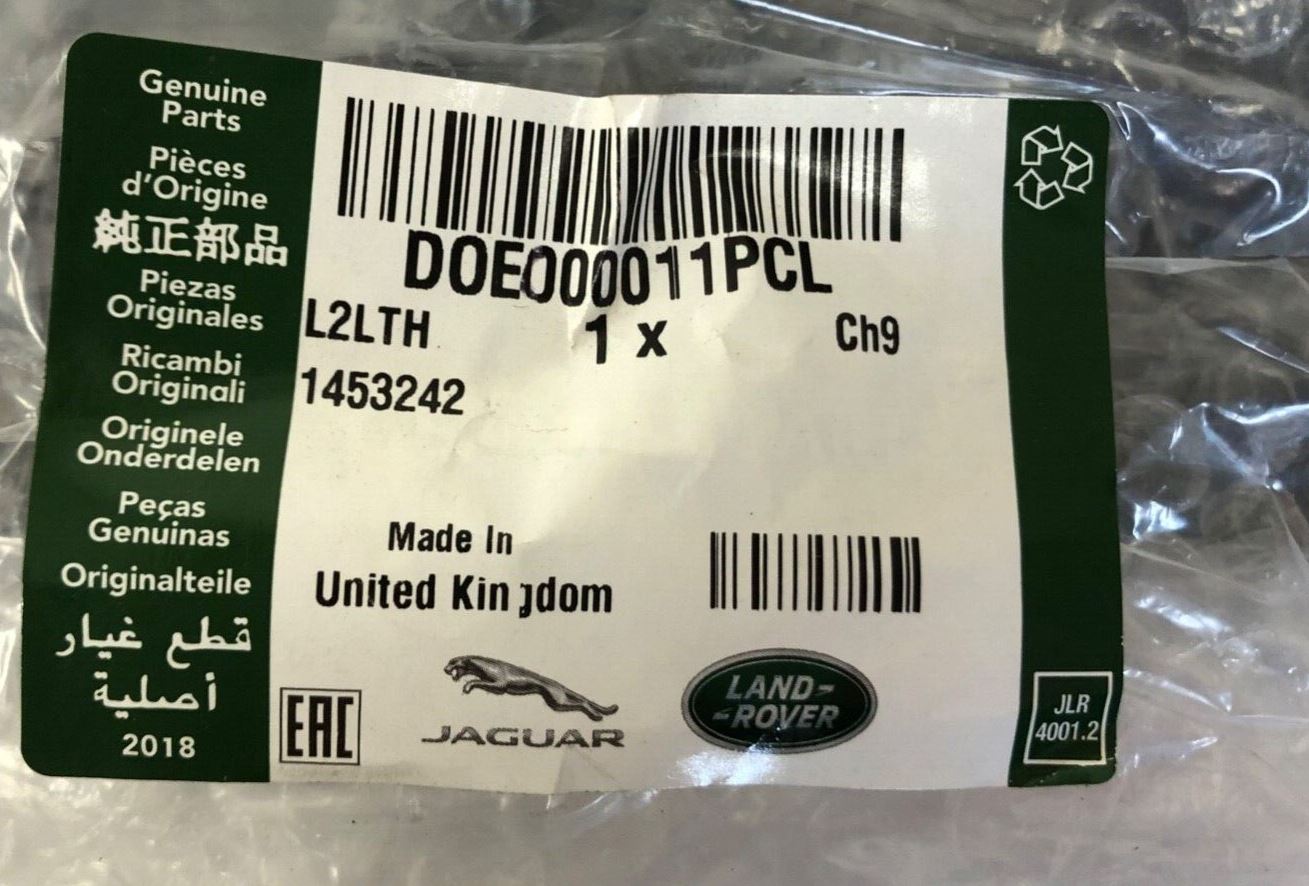 Genuine
Parts
Pièces
d'Origine
純正部品
Piezas
Originales
Ricambi
Originali
Originele
Onderdelen
Peças
Genuinas
Originalteile
قطع غيار
أصلية
2018
DOE000011PCL
L2LTH 1 x Ch9
1453242
Made In
United Kingdom
EAC
JAGUAR
LAND-
-ROVER
JLR
4001.2